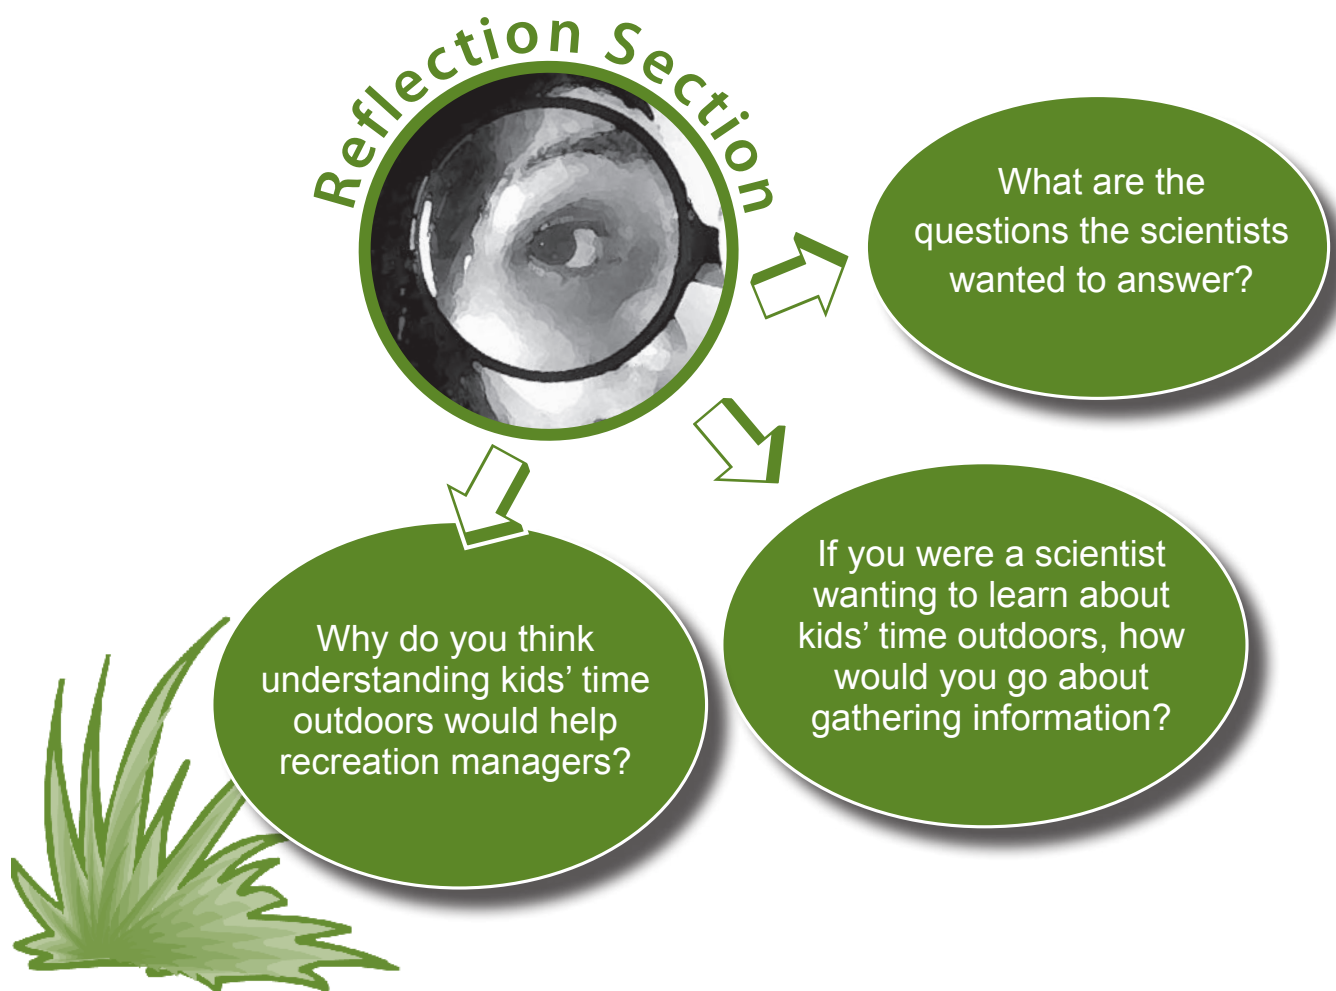 Reflection Section
What are the
questions the scientists
wanted to answer?
If you were a scientist
wanting to learn about
kids’ time outdoors, how
would you go about
gathering information?
Why do you think
understanding kids’ time
outdoors would help
recreation managers?